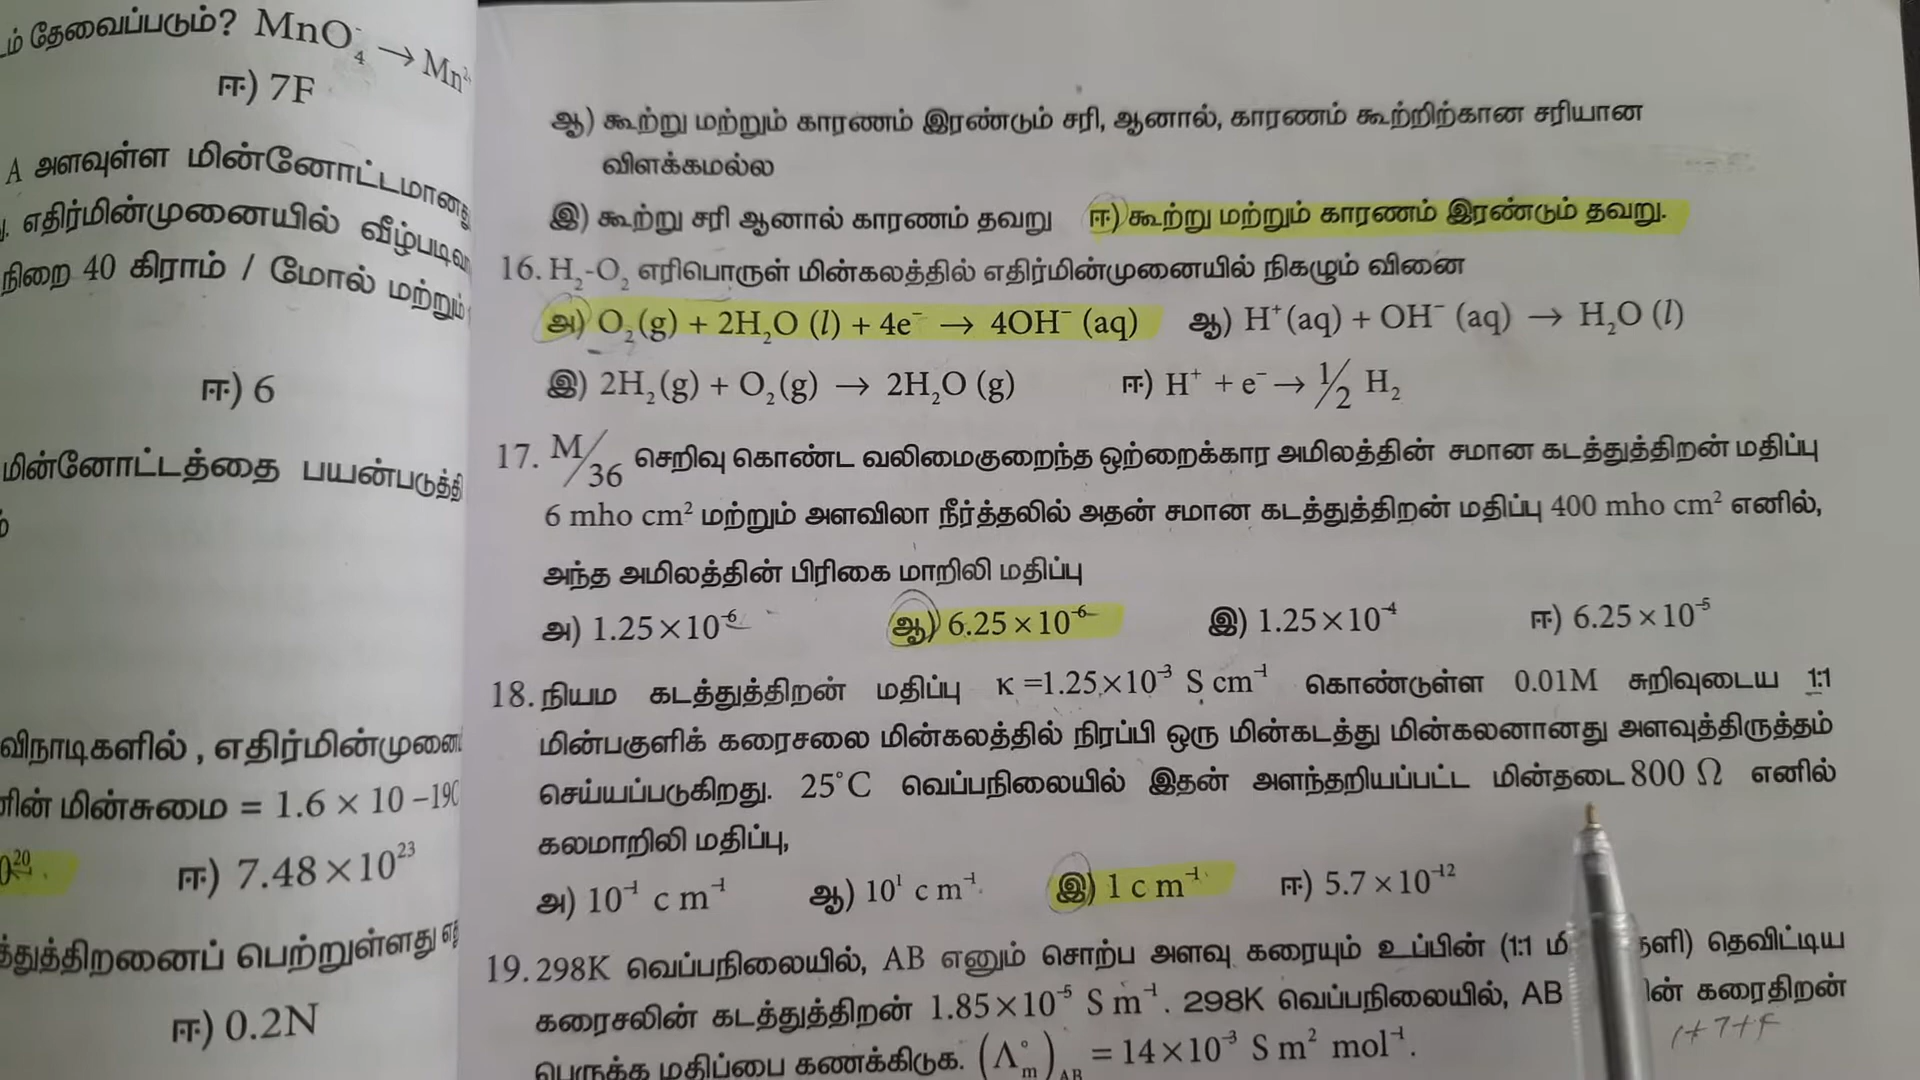 தேவைப்படும்? MnO₄⁻ → Mn²
ஈ) 7F
A அளவுள்ள மின்னோட்டமானது
எதிர்மின்முனையில் வீழ்படிவா
நிறை 40 கிராம் / மோல் மற்றும்
ஈ) 6
மின்னோட்டத்தை பயன்படுத்தி
விநாடிகளில் , எதிர்மின்முனை
னின் மின்சுமை = 1.6 × 10 –190
ஈ) 7.48 × 10²³
த்துத்திறனைப் பெற்றுள்ளது
ஈ) 0.2N
ஆ) கூற்று மற்றும் காரணம் இரண்டும் சரி, ஆனால், காரணம் கூற்றிற்கான சரியான
விளக்கமல்ல
இ) கூற்று சரி ஆனால் காரணம் தவறு ஈ) கூற்று மற்றும் காரணம் இரண்டும் தவறு.
16. H₂-O₂ எரிபொருள் மின்கலத்தில் எதிர்மின்முனையில் நிகழும் வினை
அ) O₂(g) + 2H₂O (l) + 4e⁻ → 4OH⁻ (aq) ஆ) H⁺(aq) + OH⁻ (aq) → H₂O (l)
இ) 2H₂(g) + O₂(g) → 2H₂O (g) ஈ) H⁺ + e⁻ → 1/2 H₂
17. M/36 செறிவு கொண்ட வலிமைகுறைந்த ஒற்றைக்கார அமிலத்தின் சமான கடத்துத்திறன் மதிப்பு
6 mho cm² மற்றும் அளவிலா நீர்த்தலில் அதன் சமான கடத்துத்திறன் மதிப்பு 400 mho cm² எனில்,
அந்த அமிலத்தின் பிரிகை மாறிலி மதிப்பு
அ) 1.25×10⁻⁶ ஆ) 6.25 × 10⁻⁶ இ) 1.25×10⁻⁴ ஈ) 6.25 × 10⁻⁵
18. நியம கடத்துத்திறன் மதிப்பு κ =1.25×10⁻³ S cm⁻¹ கொண்டுள்ள 0.01M சுறிவுடைய 1:1
மின்பகுளிக் கரைசலை மின்கலத்தில் நிரப்பி ஒரு மின்கடத்து மின்கலனானது அளவுத்திருத்தம்
செய்யப்படுகிறது. 25°C வெப்பநிலையில் இதன் அளந்தறியப்பட்ட மின்தடை 800 Ω எனில்
கலமாறிலி மதிப்பு,
அ) 10⁻¹ c m⁻¹ ஆ) 10¹ c m⁻¹ இ) 1 c m⁻¹ ஈ) 5.7 × 10⁻¹²
19. 298K வெப்பநிலையில், AB எனும் சொற்ப அளவு கரையும் உப்பின் (1:1 மி ளி) தெவிட்டிய
கரைசலின் கடத்துத்திறன் 1.85×10⁻⁵ S m⁻¹. 298K வெப்பநிலையில், AB ின் கரைதிறன்
பெருக்க மதிப்பை கணக்கிடுக. (Λ°m)AB = 14×10⁻³ S m² mol⁻¹.